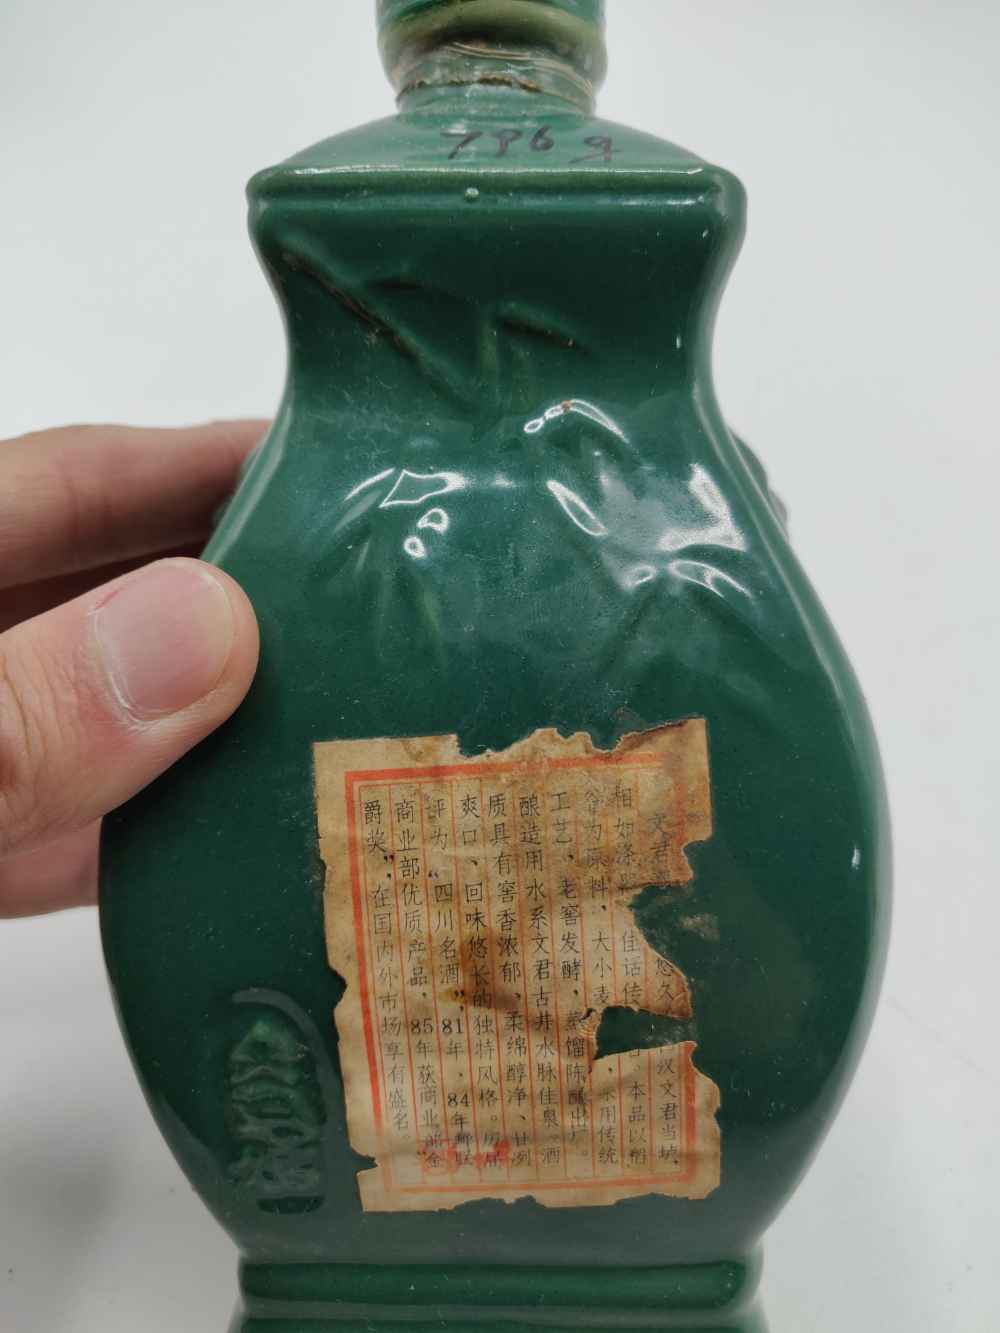 796g
文君
悠久
汉文君当垆,
相如涤器
佳话传
本品以稻
谷为原料,大小麦
采用传统
工艺,老窖发酵,蒸馏陈酿出厂。
酿造用水系文君古井水脉佳泉。酒
质具有窖香浓郁,柔绵醇净、甘冽
爽口、回味悠长的独特风格。历届
评为“四川名酒”,81年、84年
商业部优质产品,85年获商业部“金
爵奖”,在国内外市场享有盛名。